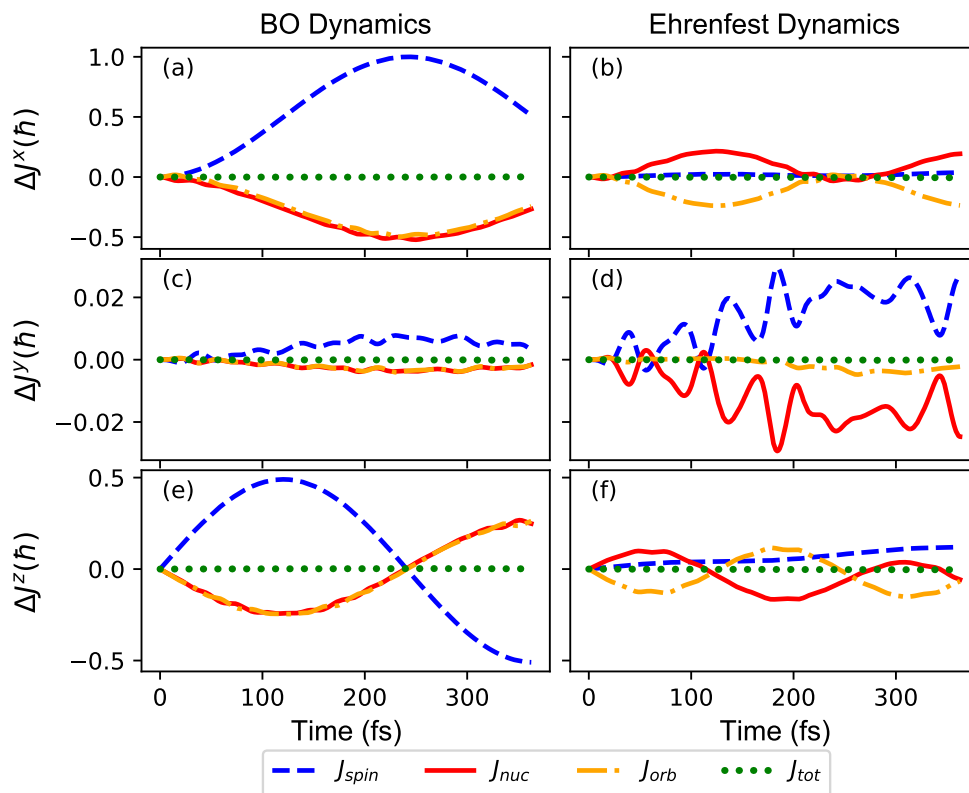 BO Dynamics Ehrenfest Dynamics
(a) (b)
1.0
0.5
0.0
−0.5
ΔJ^x(ħ)
(c) (d)
0.02
0.00
−0.02
ΔJ^y(ħ)
(e) (f)
0.5
0.0
−0.5
ΔJ^z(ħ)
0 100 200 300 0 100 200 300
Time (fs) Time (fs)
J_spin J_nuc J_orb J_tot